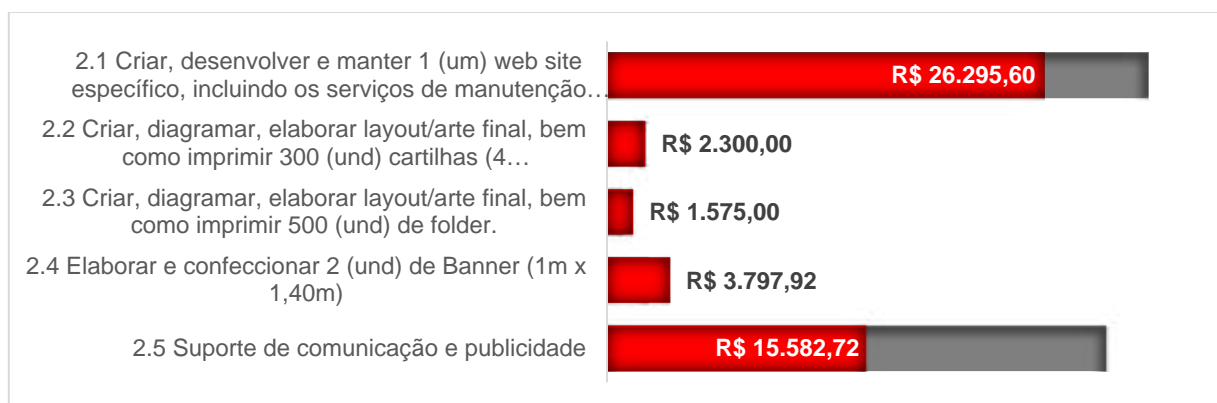 2.1 Criar, desenvolver e manter 1 (um) web site
específico, incluindo os serviços de manutenção…
R$ 26.295,60
2.2 Criar, diagramar, elaborar layout/arte final, bem
como imprimir 300 (und) cartilhas (4…
R$ 2.300,00
2.3 Criar, diagramar, elaborar layout/arte final, bem
como imprimir 500 (und) de folder.
R$ 1.575,00
2.4 Elaborar e confeccionar 2 (und) de Banner (1m x
1,40m)
R$ 3.797,92
2.5 Suporte de comunicação e publicidade
R$ 15.582,72